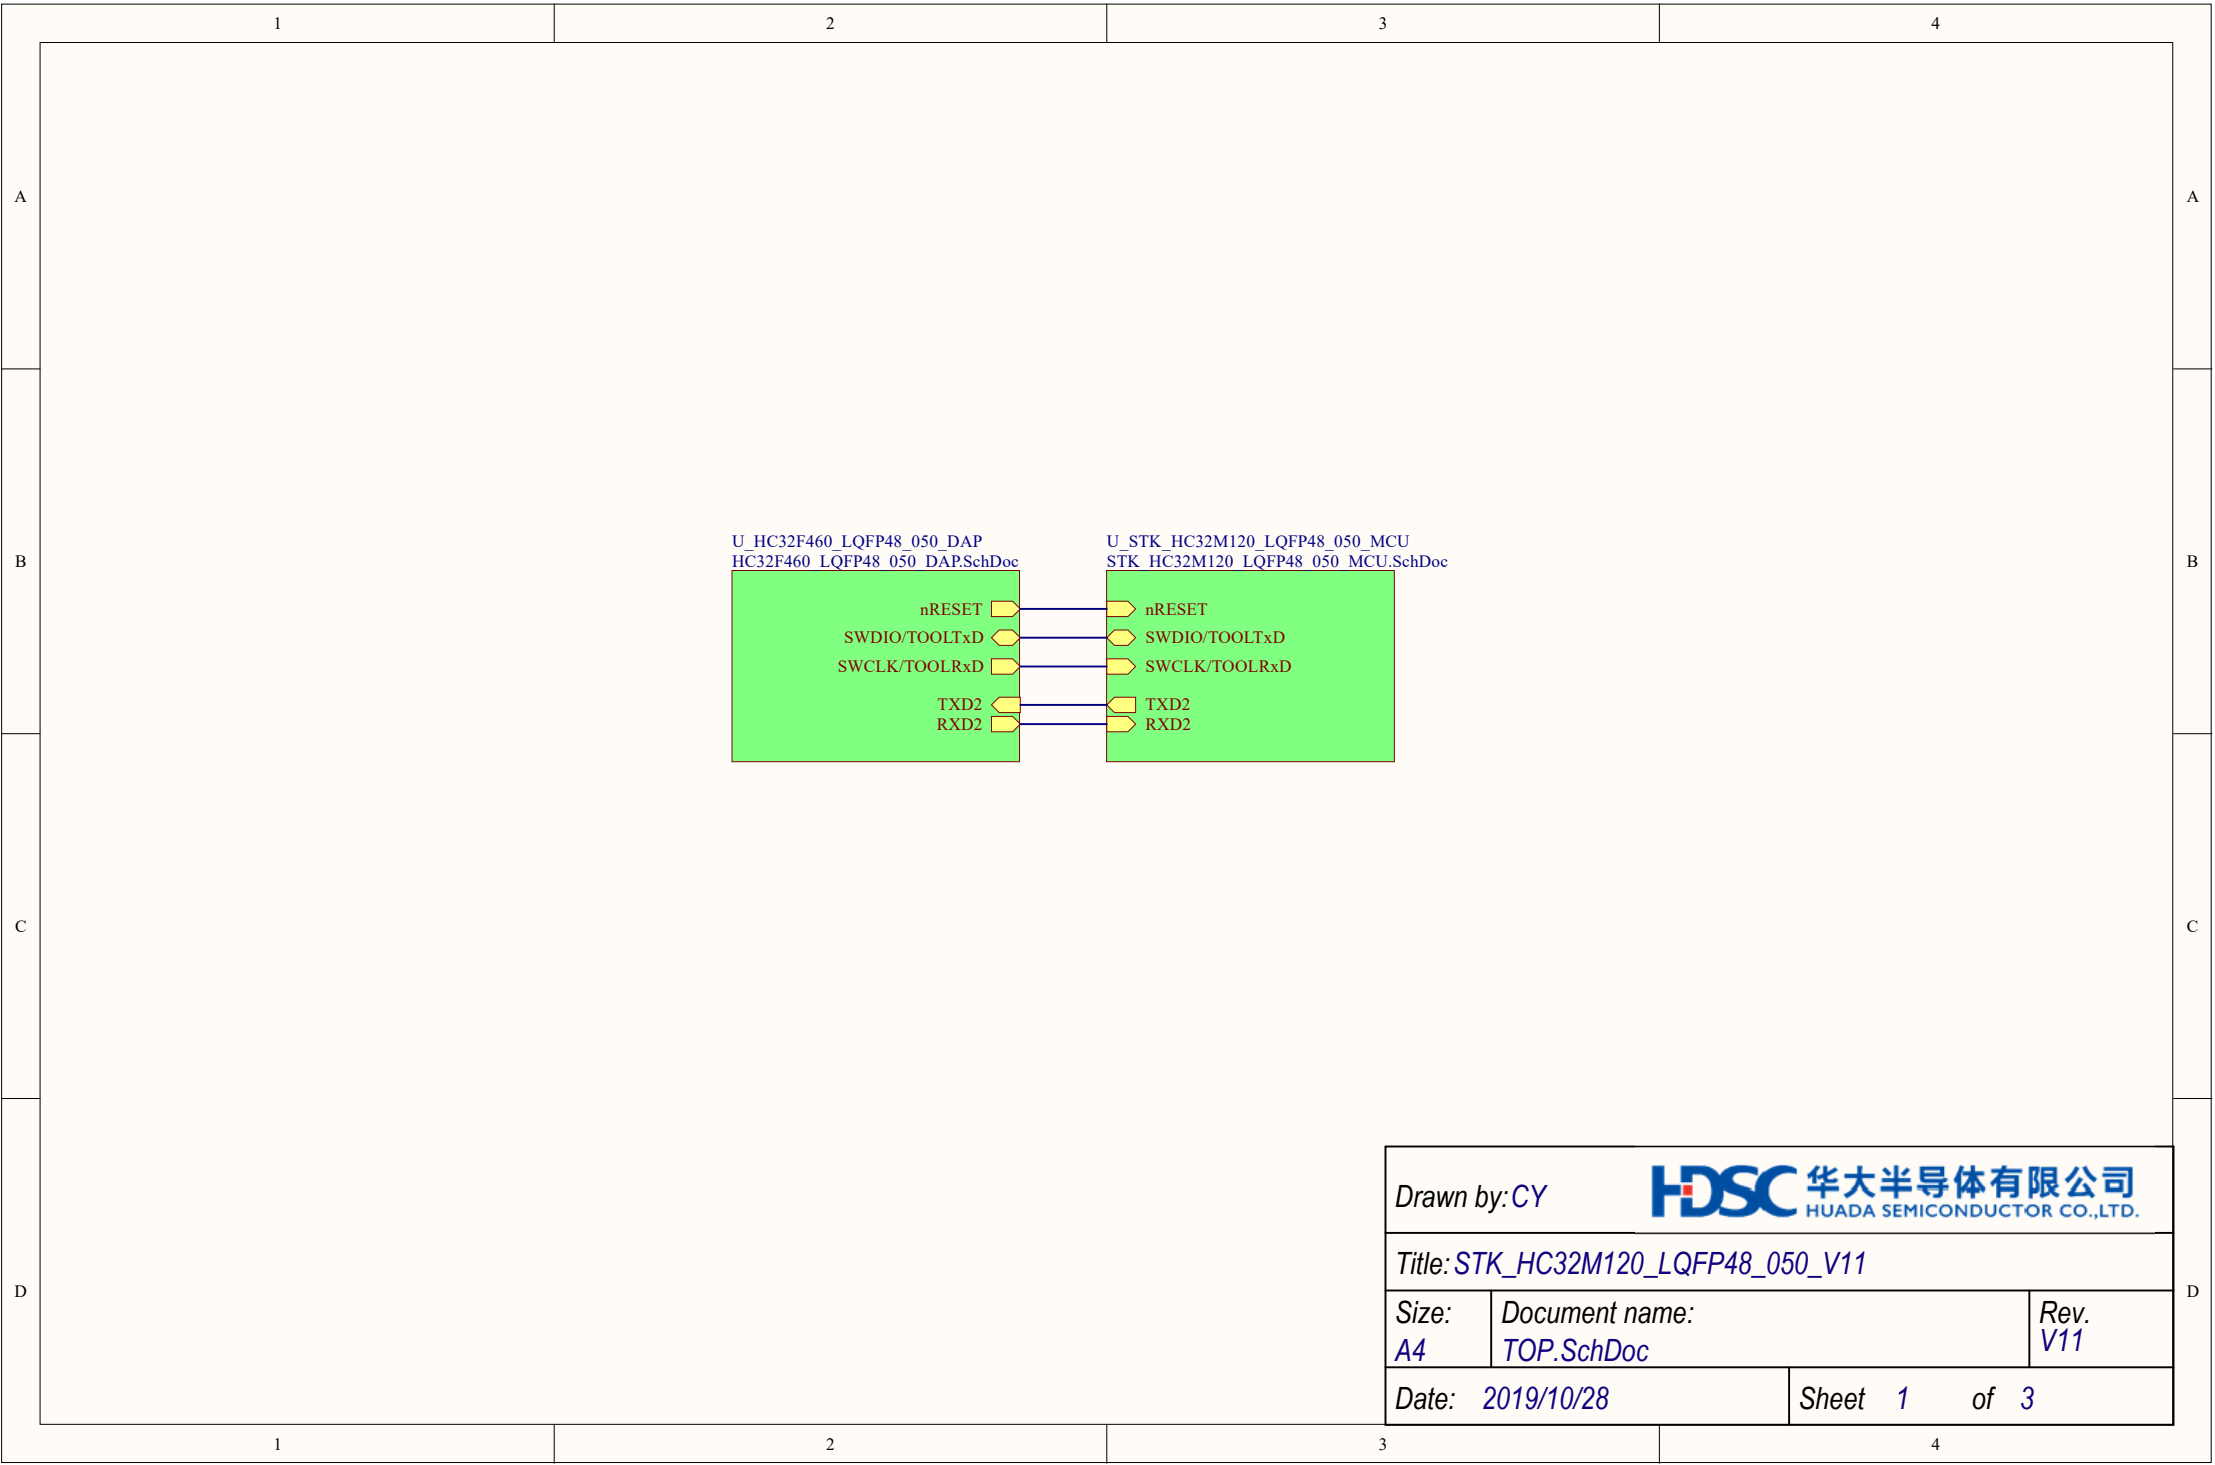 1 2 3 4
A A
U_HC32F460_LQFP48_050_DAP U_STK_HC32M120_LQFP48_050_MCU
B HC32F460_LQFP48_050_DAP.SchDoc STK_HC32M120_LQFP48_050_MCU.SchDoc B
nRESET nRESET
SWDIO/TOOLTxD SWDIO/TOOLTxD
SWCLK/TOOLRxD SWCLK/TOOLRxD
TXD2 TXD2
RXD2 RXD2
C C
Drawn by: CY HDSC 华大半导体有限公司
HUADA SEMICONDUCTOR CO.,LTD.
Title: STK_HC32M120_LQFP48_050_V11
D D
Size: Document name: Rev.
A4 TOP.SchDoc V11
Date: 2019/10/28 Sheet 1 of 3
1 2 3 4